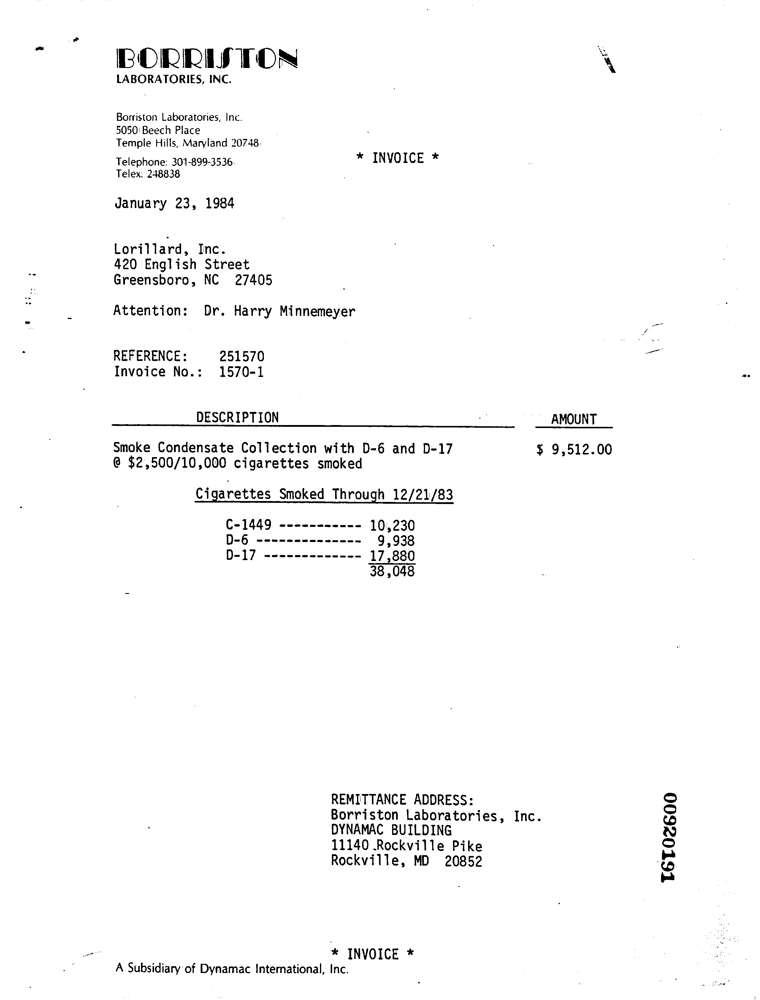 BORRISTON
LABORATORIES, INC.
Borriston Laboratories, Inc.
5050 Beech Place
Temple Hills, Maryland 20748
Telephone: 301-899-3536
Telex: 248838
* INVOICE *
January 23, 1984
Lorillard, Inc.
420 English Street
Greensboro, NC 27405
Attention: Dr. Harry Minnemeyer
REFERENCE: 251570
Invoice No.: 1570-1
DESCRIPTION AMOUNT
Smoke Condensate Collection with D-6 and D-17 $ 9,512.00
@ $2,500/10,000 cigarettes smoked
Cigarettes Smoked Through 12/21/83
C-1449 ----------- 10,230
D-6 -------------- 9,938
D-17 ------------- 17,880
38,048
REMITTANCE ADDRESS:
Borriston Laboratories, Inc.
DYNAMAC BUILDING
11140 Rockville Pike
Rockville, MD 20852
00920191
* INVOICE *
A Subsidiary of Dynamac International, Inc.